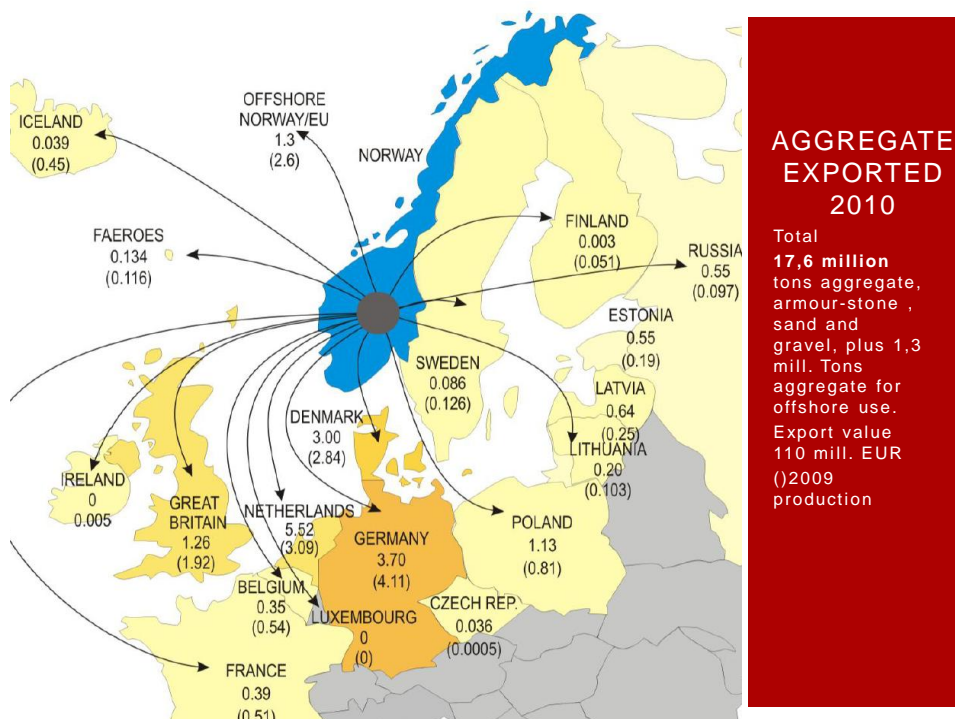 ICELAND
0.039
(0.45)
OFFSHORE
NORWAY/EU
1.3
(2.6)
NORWAY
FAEROES
0.134
(0.116)
FINLAND
0.003
(0.051)
RUSSIA
0.55
(0.097)
ESTONIA
0.55
(0.19)
SWEDEN
0.086
(0.126)
LATVIA
0.64
(0.25)
LITHUANIA
0.20
(0.103)
DENMARK
3.00
(2.84)
IRELAND
0
0.005
GREAT
BRITAIN
1.26
(1.92)
NETHERLANDS
5.52
(3.09)
GERMANY
3.70
(4.11)
POLAND
1.13
(0.81)
BELGIUM
0.35
(0.54)
LUXEMBOURG
0
(0)
CZECH REP.
0.036
(0.0005)
FRANCE
0.39
(0.51)
AGGREGATE
EXPORTED
2010
Total
17,6 million
tons aggregate,
armour-stone ,
sand and
gravel, plus 1,3
mill. Tons
aggregate for
offshore use.
Export value
110 mill. EUR
()2009
production